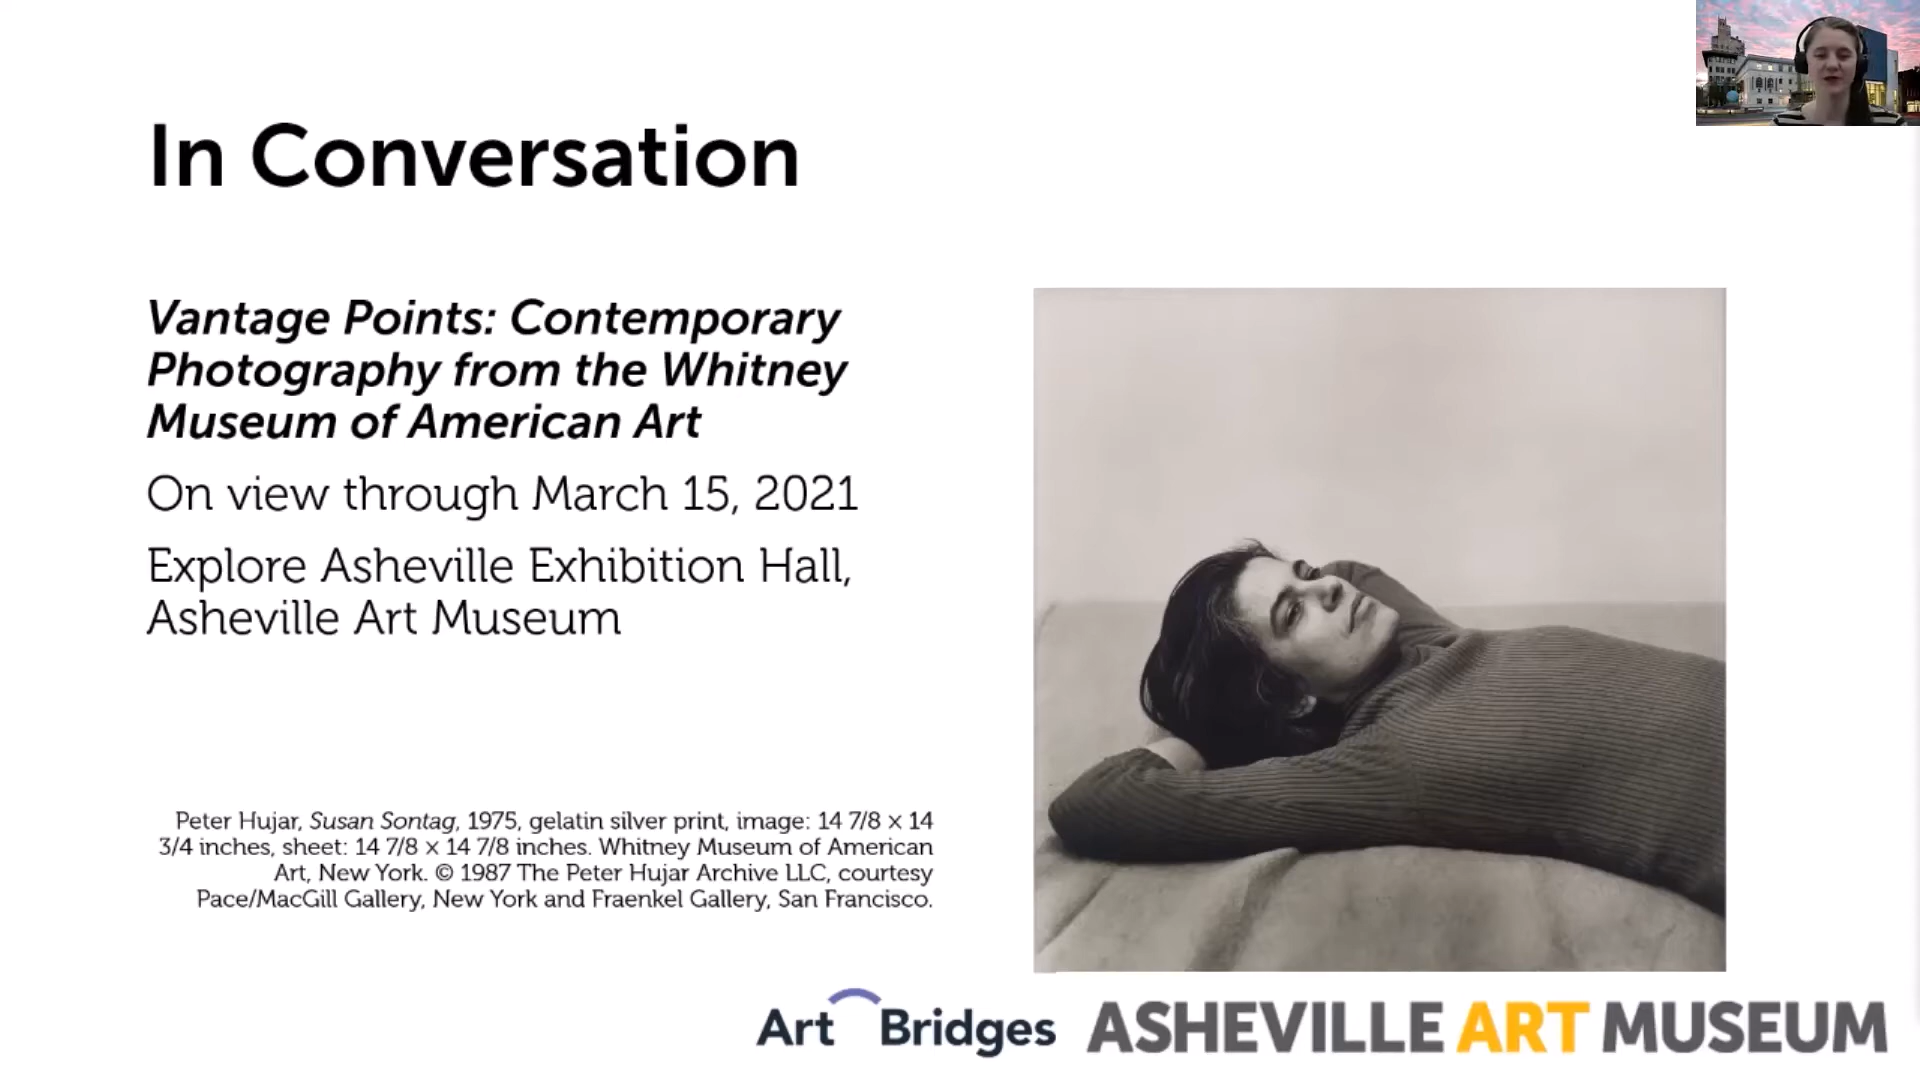 In Conversation
Vantage Points: Contemporary
Photography from the Whitney
Museum of American Art
On view through March 15, 2021
Explore Asheville Exhibition Hall,
Asheville Art Museum
Peter Hujar, Susan Sontag, 1975, gelatin silver print, image: 14 7/8 × 14
3/4 inches, sheet: 14 7/8 × 14 7/8 inches. Whitney Museum of American
Art, New York. © 1987 The Peter Hujar Archive LLC, courtesy
Pace/MacGill Gallery, New York and Fraenkel Gallery, San Francisco.
Art Bridges
ASHEVILLE ART MUSEUM